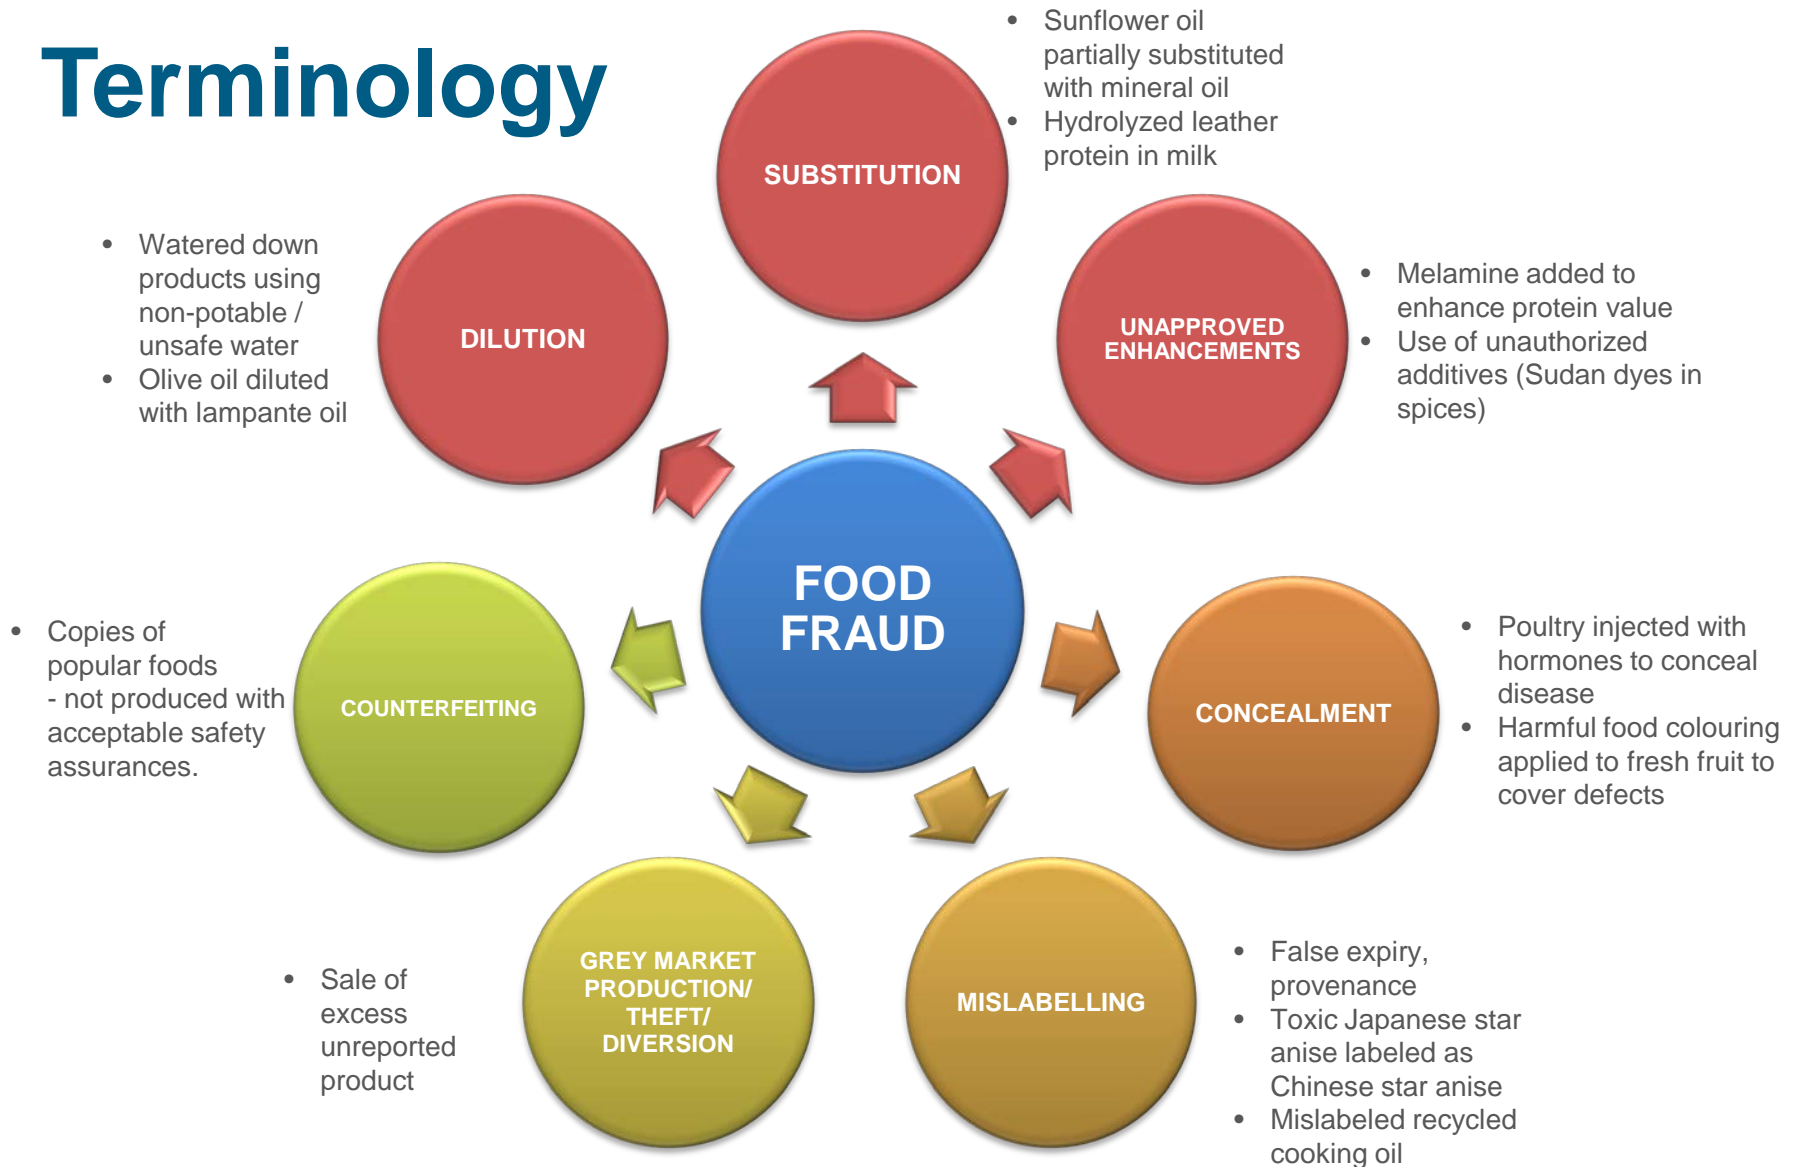 Terminology
• Sunflower oil
partially substituted
with mineral oil
• Hydrolyzed leather
protein in milk
SUBSTITUTION
• Watered down
products using
non-potable /
unsafe water
• Olive oil diluted
with lampante oil
DILUTION
UNAPPROVED
ENHANCEMENTS
• Melamine added to
enhance protein value
• Use of unauthorized
additives (Sudan dyes in
spices)
FOOD
FRAUD
• Copies of
popular foods
- not produced with
acceptable safety
assurances.
COUNTERFEITING
CONCEALMENT
• Poultry injected with
hormones to conceal
disease
• Harmful food colouring
applied to fresh fruit to
cover defects
• Sale of
excess
unreported
product
GREY MARKET
PRODUCTION/
THEFT/
DIVERSION
MISLABELLING
• False expiry,
provenance
• Toxic Japanese star
anise labeled as
Chinese star anise
• Mislabeled recycled
cooking oil